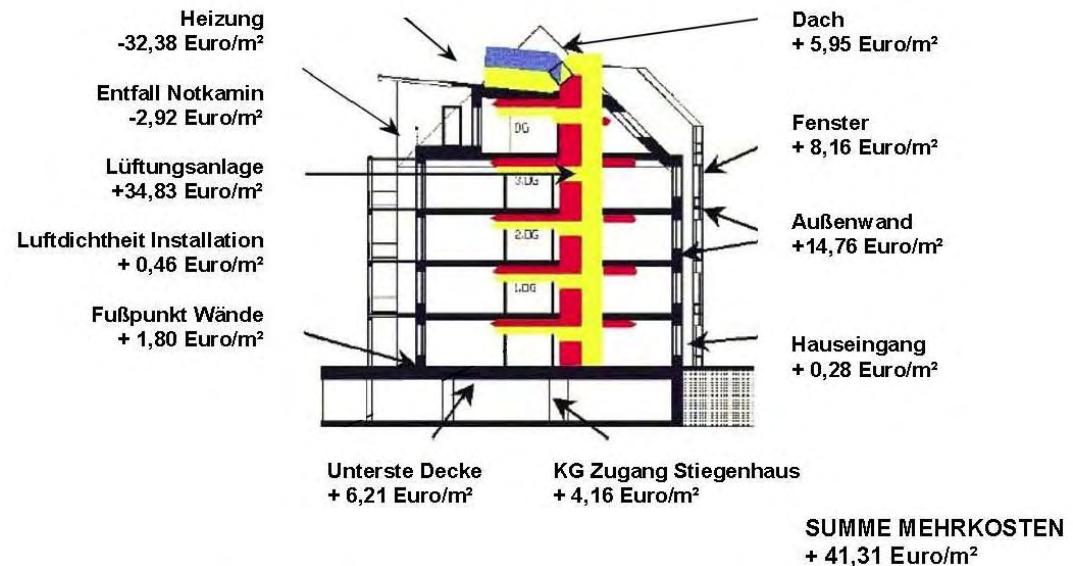 Heizung
-32,38 Euro/m²
Entfall Notkamin
-2,92 Euro/m²
Lüftungsanlage
+34,83 Euro/m²
Luftdichtheit Installation
+ 0,46 Euro/m²
Fußpunkt Wände
+ 1,80 Euro/m²
DG
3.OG
2.OG
1.OG
Dach
+ 5,95 Euro/m²
Fenster
+ 8,16 Euro/m²
Außenwand
+14,76 Euro/m²
Hauseingang
+ 0,28 Euro/m²
Unterste Decke
+ 6,21 Euro/m²
KG Zugang Stiegenhaus
+ 4,16 Euro/m²
SUMME MEHRKOSTEN
+ 41,31 Euro/m²